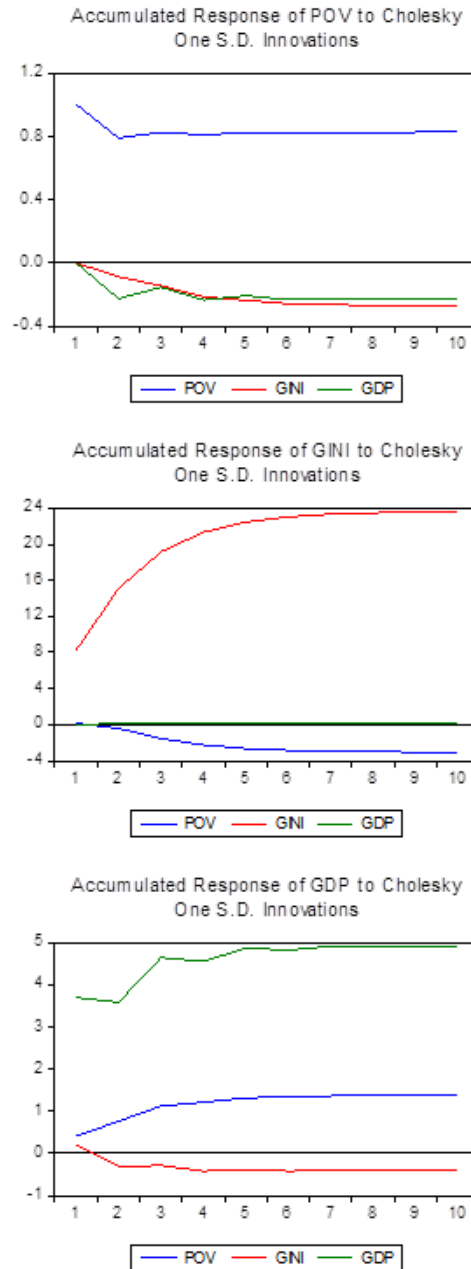 Accumulated Response of POV to Cholesky
One S.D. Innovations
1.2
0.8
0.4
0.0
-0.4
1 2 3 4 5 6 7 8 9 10
POV GINI GDP
Accumulated Response of GINI to Cholesky
One S.D. Innovations
24
20
16
12
8
4
0
-4
1 2 3 4 5 6 7 8 9 10
POV GINI GDP
Accumulated Response of GDP to Cholesky
One S.D. Innovations
5
4
3
2
1
0
-1
1 2 3 4 5 6 7 8 9 10
POV GINI GDP